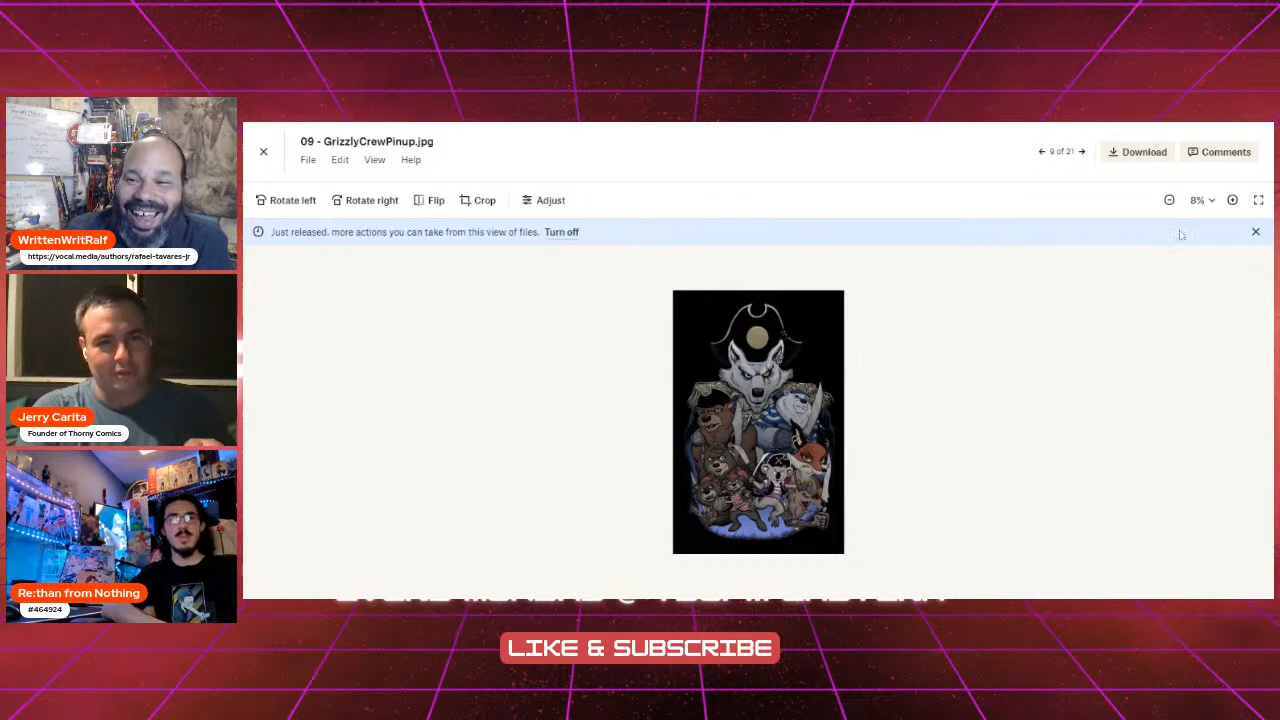 WrittenWritRalf
https://vocal.media/authors/rafael-tavares-jr
Jerry Carita
Founder of Thorny Comics
Re:than from Nothing
#464924
09 - GrizzlyCrewPinup.jpg
File Edit View Help
9 of 21
Download
Comments
Rotate left
Rotate right
Flip
Crop
Adjust
8%
Just released, more actions you can take from this view of files. Turn off
LIKE & SUBSCRIBE